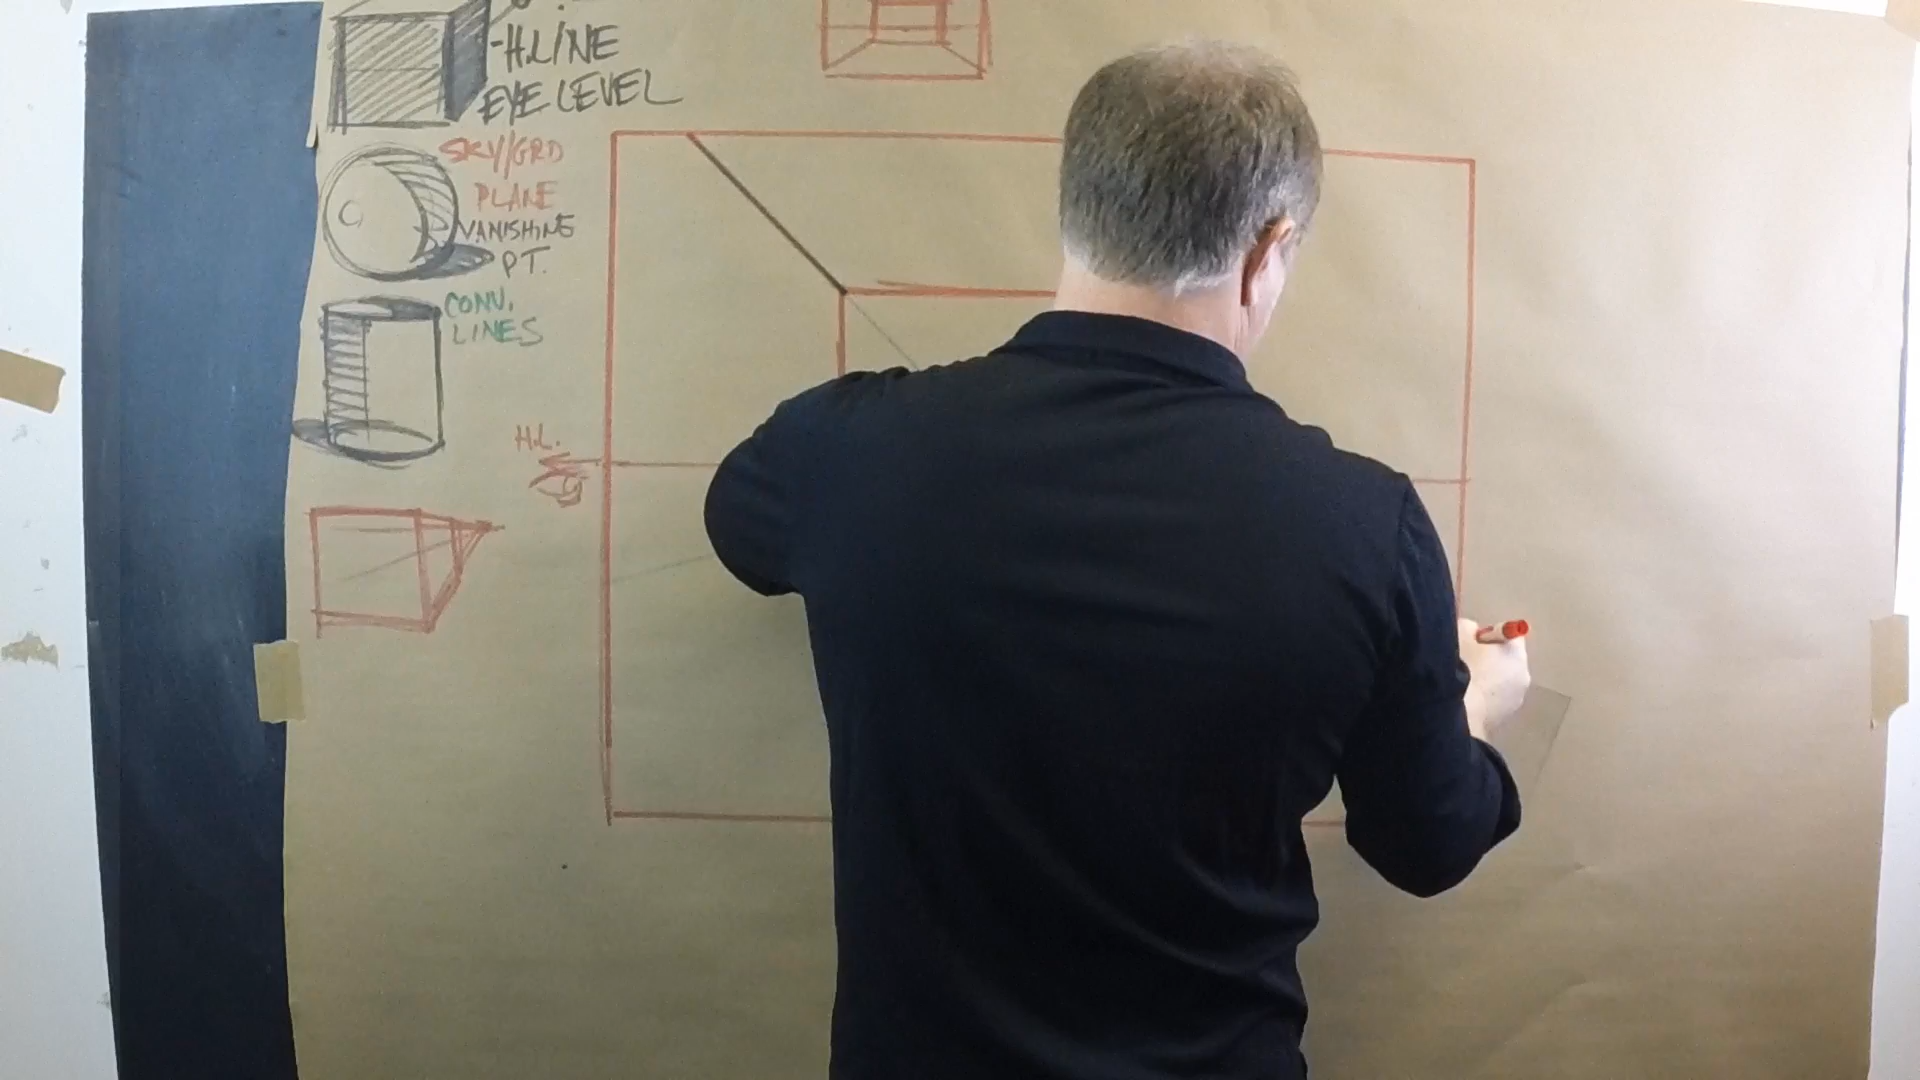 -H.LINE
EYE LEVEL
SKY/GRD
PLANE
VANISHING
PT.
CONV.
LINES
H.L.